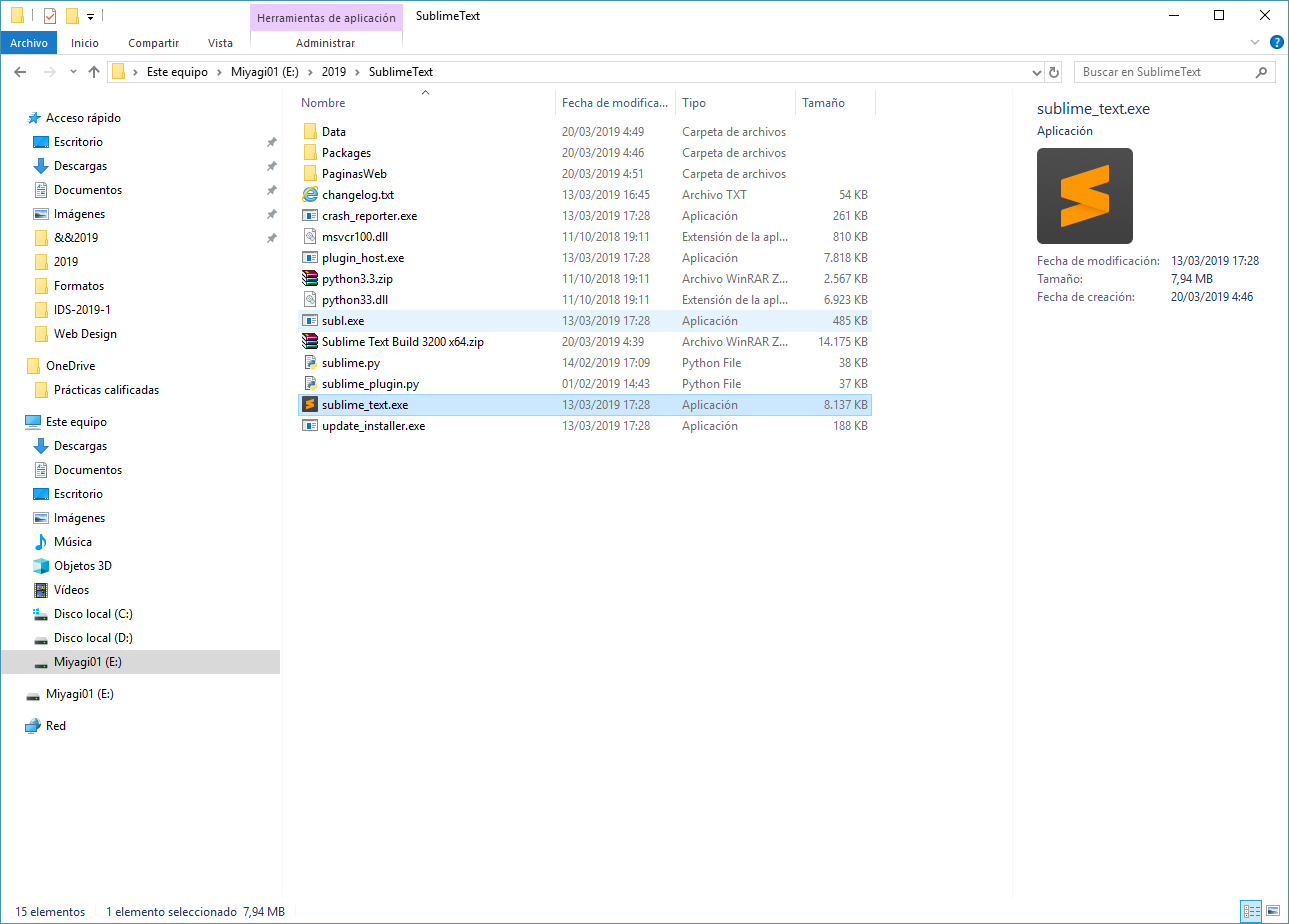 Herramientas de aplicación
SublimeText
Archivo
Inicio
Compartir
Vista
Administrar
?
Este equipo > Miyagi01 (E:) > 2019 > SublimeText
Buscar en SublimeText
Acceso rápido
Escritorio
Descargas
Documentos
Imágenes
&&2019
2019
Formatos
IDS-2019-1
Web Design
OneDrive
Prácticas calificadas
Este equipo
Descargas
Documentos
Escritorio
Imágenes
Música
Objetos 3D
Vídeos
Disco local (C:)
Disco local (D:)
Miyagi01 (E:)
Miyagi01 (E:)
Red
Nombre Fecha de modifica... Tipo Tamaño
Data 20/03/2019 4:49 Carpeta de archivos
Packages 20/03/2019 4:46 Carpeta de archivos
PaginasWeb 20/03/2019 4:51 Carpeta de archivos
changelog.txt 13/03/2019 16:45 Archivo TXT 54 KB
crash_reporter.exe 13/03/2019 17:28 Aplicación 261 KB
msvcr100.dll 11/10/2018 19:11 Extensión de la apl... 810 KB
plugin_host.exe 13/03/2019 17:28 Aplicación 7.818 KB
python3.3.zip 11/10/2018 19:11 Archivo WinRAR Z... 2.567 KB
python33.dll 11/10/2018 19:11 Extensión de la apl... 6.923 KB
subl.exe 13/03/2019 17:28 Aplicación 485 KB
Sublime Text Build 3200 x64.zip 20/03/2019 4:39 Archivo WinRAR Z... 14.175 KB
sublime.py 14/02/2019 17:09 Python File 38 KB
sublime_plugin.py 01/02/2019 14:43 Python File 37 KB
sublime_text.exe 13/03/2019 17:28 Aplicación 8.137 KB
update_installer.exe 13/03/2019 17:28 Aplicación 188 KB
sublime_text.exe
Aplicación
Fecha de modificación: 13/03/2019 17:28
Tamaño: 7,94 MB
Fecha de creación: 20/03/2019 4:46
15 elementos
1 elemento seleccionado 7,94 MB